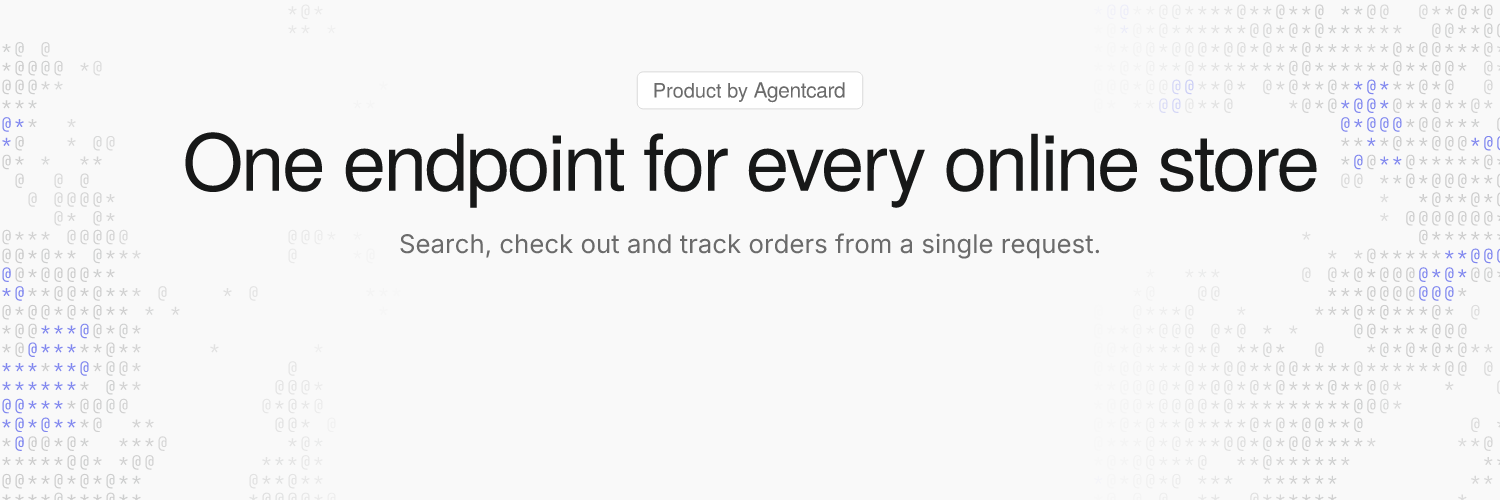 Product by Agentcard
One endpoint for every online store
Search, check out and track orders from a single request.